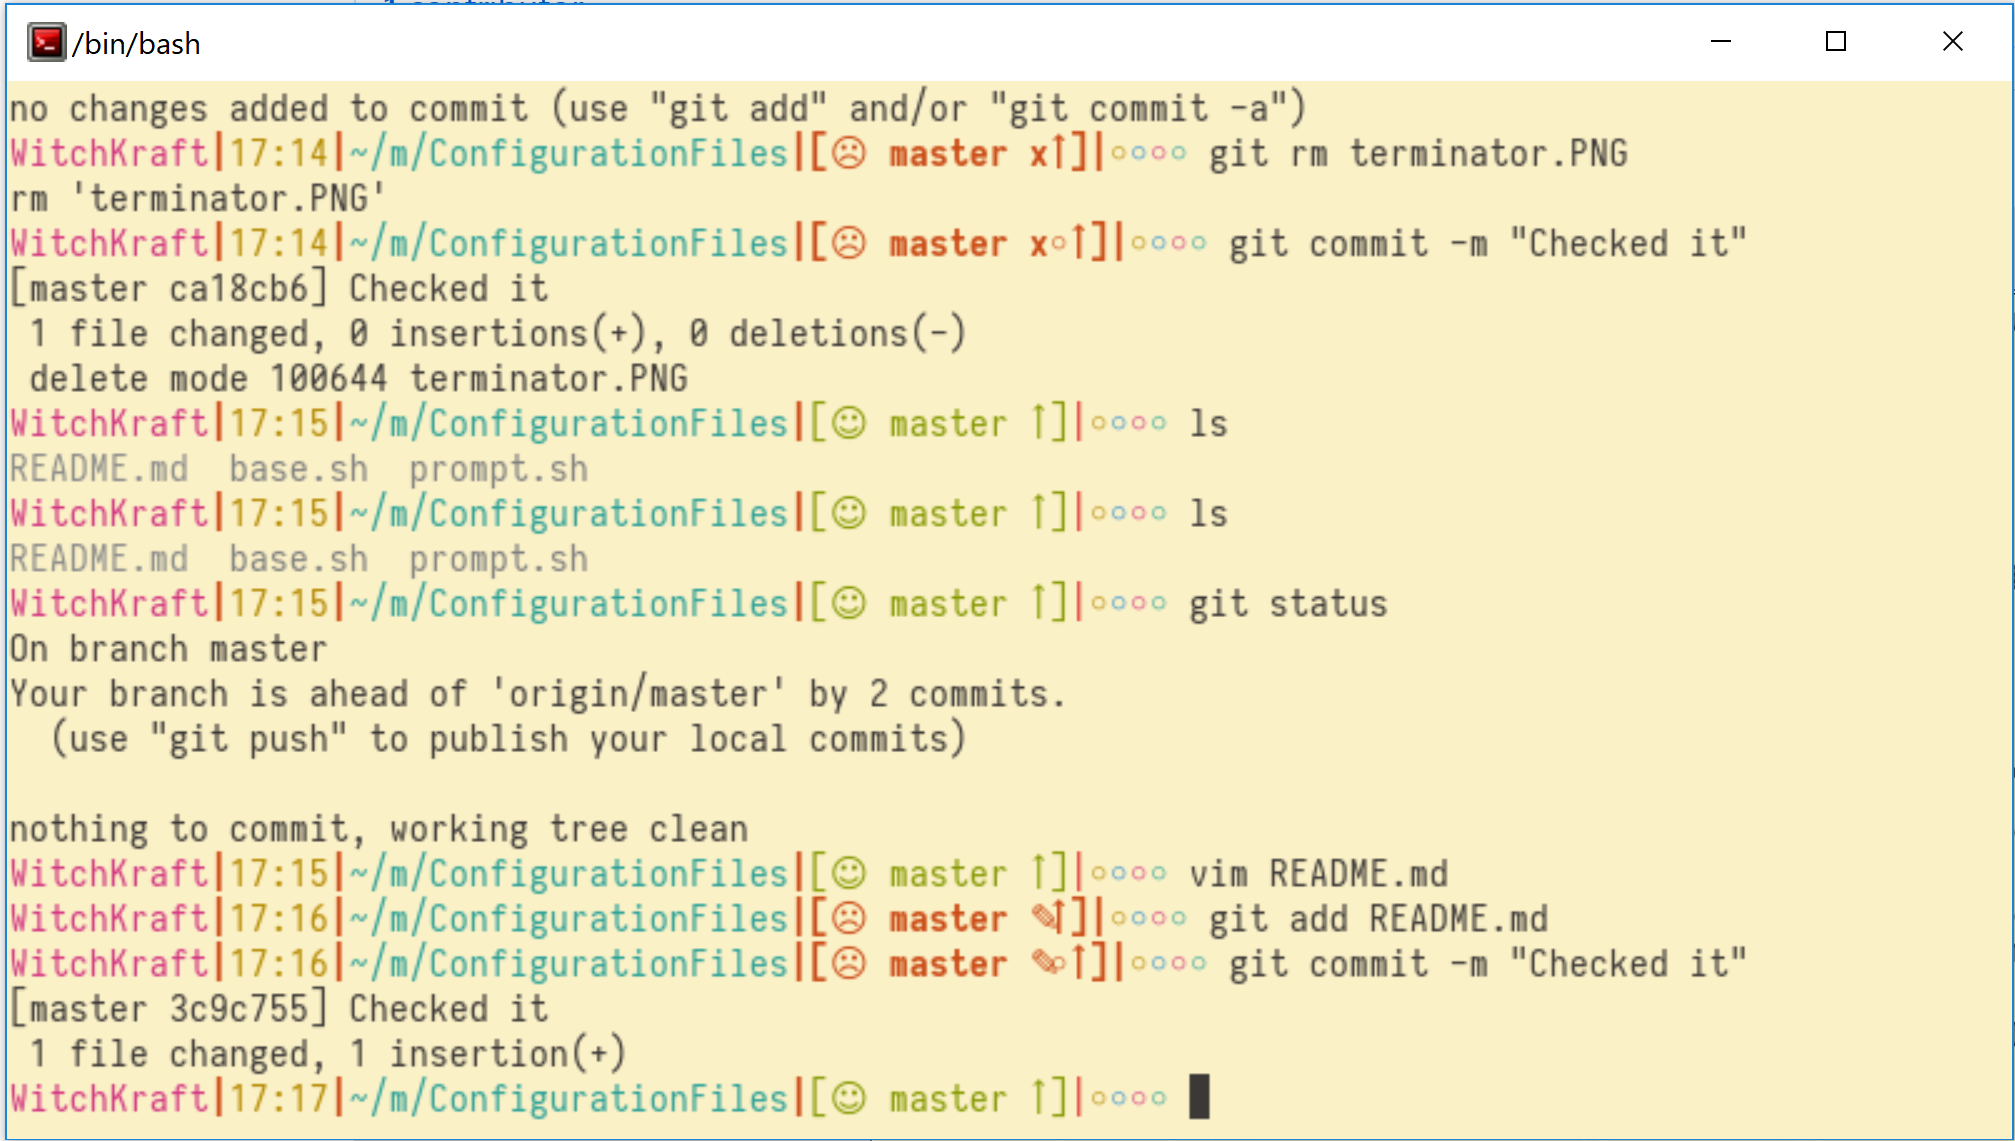 /bin/bash
no changes added to commit (use "git add" and/or "git commit -a")
WitchKraft|17:14|~/m/ConfigurationFiles|[☹ master x↑]|∘∘∘∘ git rm terminator.PNG
rm 'terminator.PNG'
WitchKraft|17:14|~/m/ConfigurationFiles|[☹ master x∘↑]|∘∘∘∘ git commit -m "Checked it"
[master ca18cb6] Checked it
 1 file changed, 0 insertions(+), 0 deletions(-)
 delete mode 100644 terminator.PNG
WitchKraft|17:15|~/m/ConfigurationFiles|[☺ master ↑]|∘∘∘∘ ls
README.md  base.sh  prompt.sh
WitchKraft|17:15|~/m/ConfigurationFiles|[☺ master ↑]|∘∘∘∘ ls
README.md  base.sh  prompt.sh
WitchKraft|17:15|~/m/ConfigurationFiles|[☺ master ↑]|∘∘∘∘ git status
On branch master
Your branch is ahead of 'origin/master' by 2 commits.
  (use "git push" to publish your local commits)
nothing to commit, working tree clean
WitchKraft|17:15|~/m/ConfigurationFiles|[☺ master ↑]|∘∘∘∘ vim README.md
WitchKraft|17:16|~/m/ConfigurationFiles|[☹ master ✎↑]|∘∘∘∘ git add README.md
WitchKraft|17:16|~/m/ConfigurationFiles|[☹ master ✎∘↑]|∘∘∘∘ git commit -m "Checked it"
[master 3c9c755] Checked it
 1 file changed, 1 insertion(+)
WitchKraft|17:17|~/m/ConfigurationFiles|[☺ master ↑]|∘∘∘∘